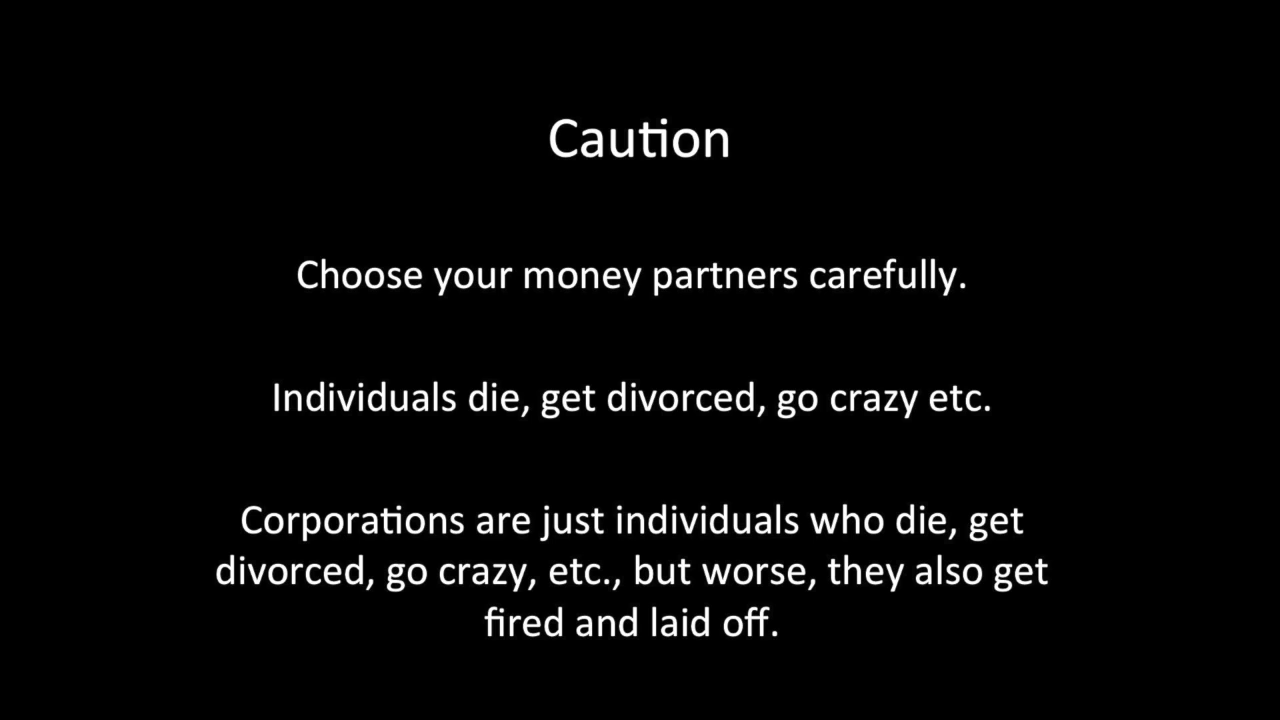 Caution
Choose your money partners carefully.
Individuals die, get divorced, go crazy etc.
Corporations are just individuals who die, get
divorced, go crazy, etc., but worse, they also get
fired and laid off.